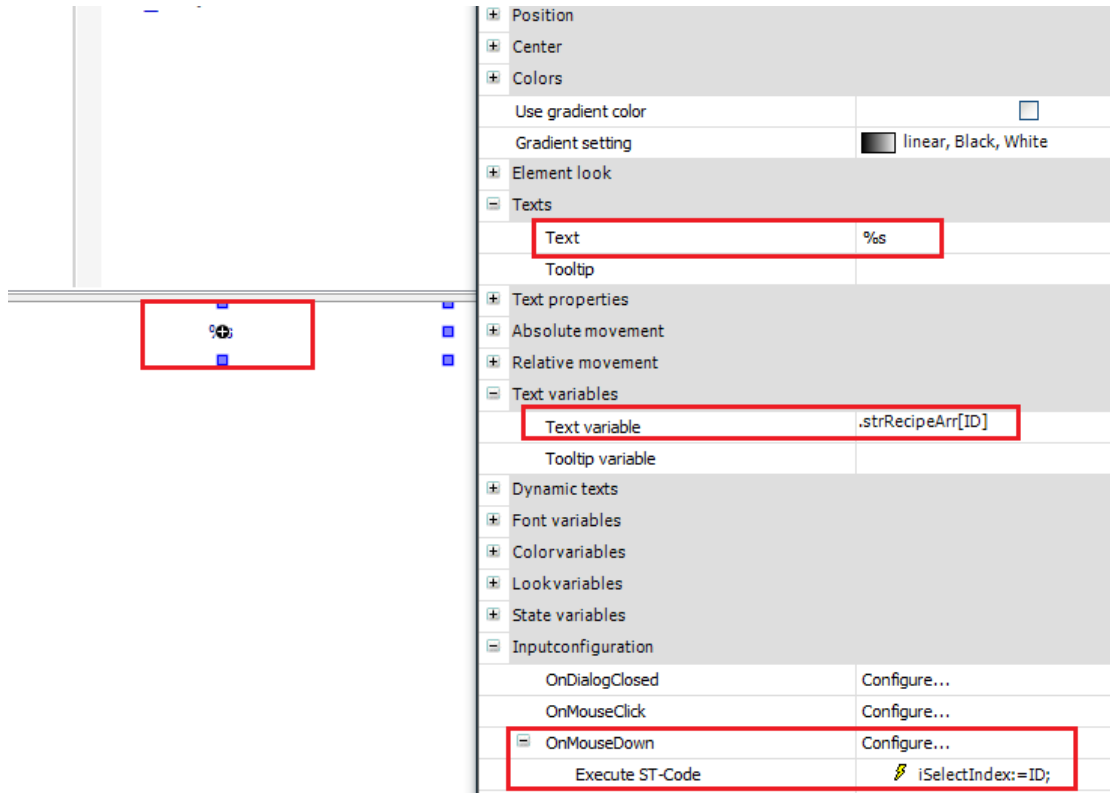 Position
Center
Colors
Use gradient color
Gradient setting linear, Black, White
Element look
Texts
Text %s
Tooltip
Text properties
%s Absolute movement
Relative movement
Text variables
Text variable .strRecipeArr[ID]
Tooltip variable
Dynamic texts
Font variables
Colorvariables
Lookvariables
State variables
Inputconfiguration
OnDialogClosed Configure...
OnMouseClick Configure...
OnMouseDown Configure...
Execute ST-Code iSelectIndex:=ID;